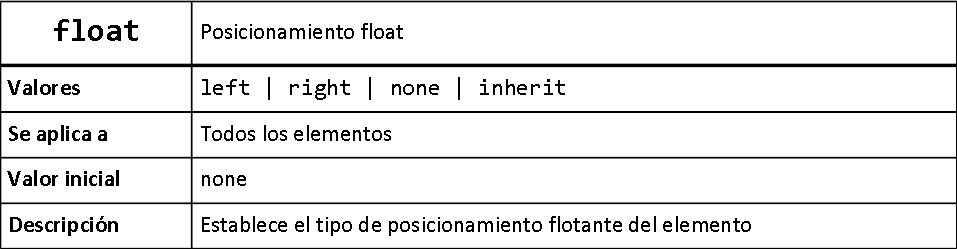 float Posicionamiento float
Valores left | right | none | inherit
Se aplica a Todos los elementos
Valor inicial none
Descripción Establece el tipo de posicionamiento flotante del elemento